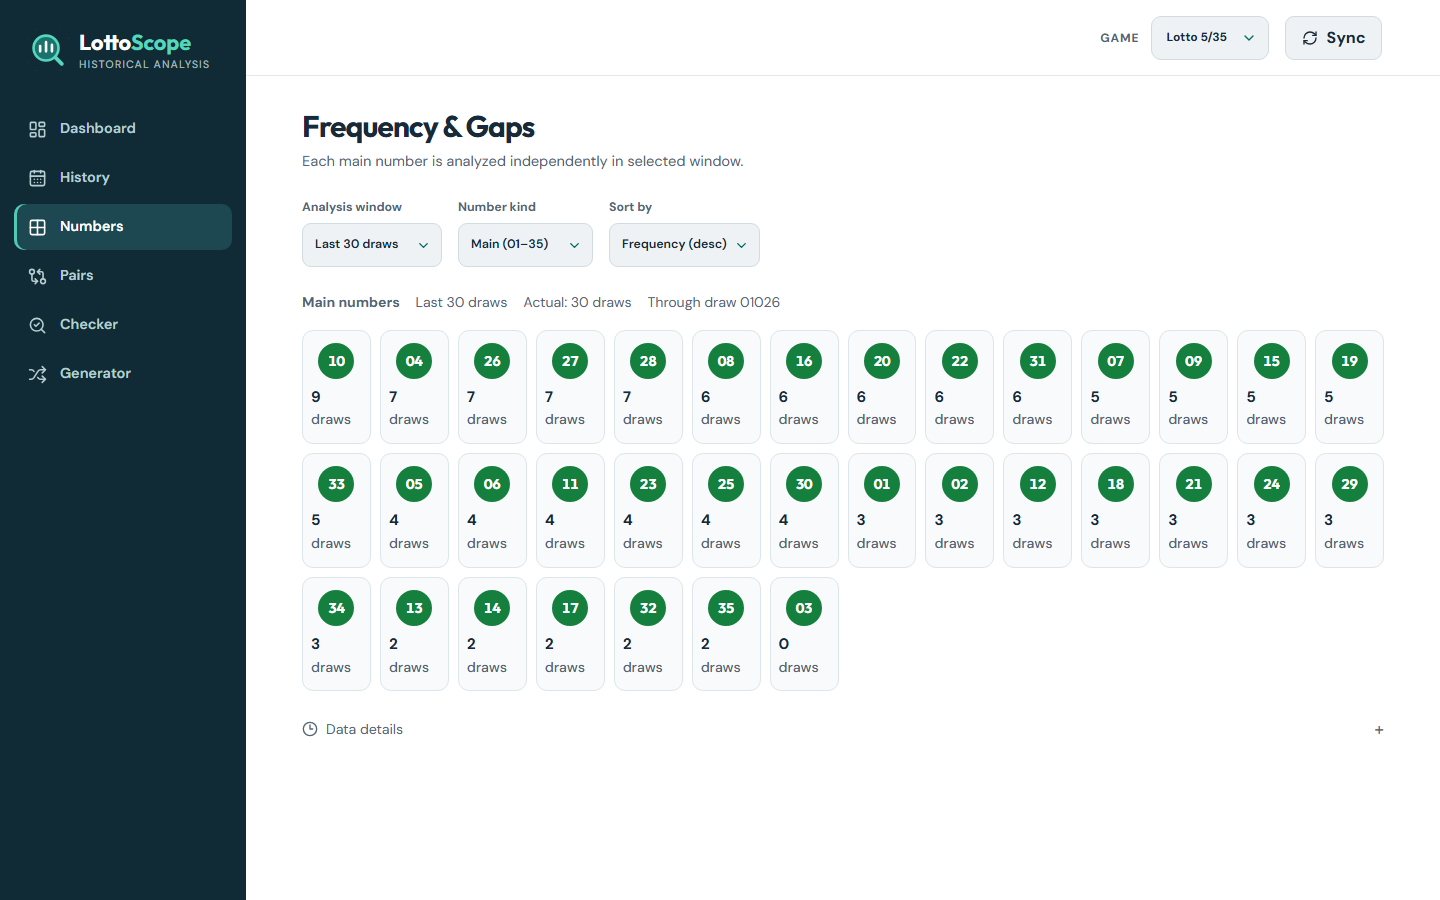 LottoScope
HISTORICAL ANALYSIS
Dashboard
History
Numbers
Pairs
Checker
Generator
GAME
Lotto 5/35
Sync
Frequency & Gaps
Each main number is analyzed independently in selected window.
Analysis window
Number kind
Sort by
Last 30 draws
Main (01–35)
Frequency (desc)
Main numbers Last 30 draws Actual: 30 draws Through draw 01026
10 04 26 27 28 08 16 20 22 31 07 09 15 19
9 7 7 7 7 6 6 6 6 6 5 5 5 5
draws draws draws draws draws draws draws draws draws draws draws draws draws draws
33 05 06 11 23 25 30 01 02 12 18 21 24 29
5 4 4 4 4 4 4 3 3 3 3 3 3 3
draws draws draws draws draws draws draws draws draws draws draws draws draws draws
34 13 14 17 32 35 03
3 2 2 2 2 2 0
draws draws draws draws draws draws draws
Data details +